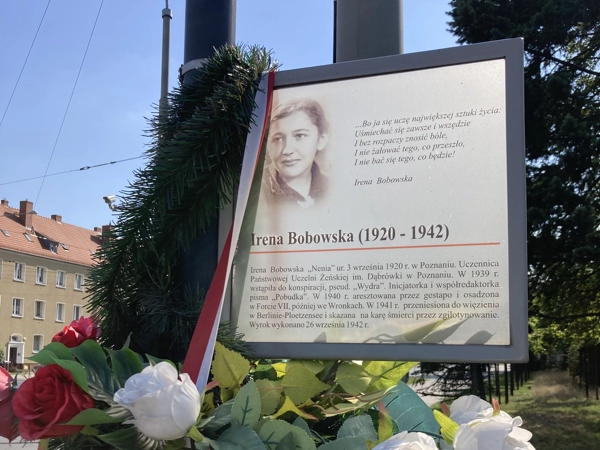 ...Bo ja się uczę największej sztuki życia:
Uśmiechać się zawsze i wszędzie
I bez rozpaczy znosić bóle,
I nie żałować tego, co przeszło,
I nie bać się tego, co będzie!
Irena Bobowska
Irena Bobowska (1920 - 1942)
Irena Bobowska „Nenia” ur. 3 września 1920 r. w Poznaniu. Uczennica
Państwowej Uczelni Żeńskiej im. Dąbrówki w Poznaniu. W 1939 r.
wstąpiła do konspiracji, pseud. „Wydra”. Inicjatorka i współredaktorka
pisma „Pobudka”. W 1940 r. aresztowana przez gestapo i osadzona
w Forcie VII, później we Wronkach. W 1941 r. przeniesiona do więzienia
w Berlinie-Ploetzensee i skazana na karę śmierci przez zgilotynowanie.
Wyrok wykonano 26 września 1942 r.